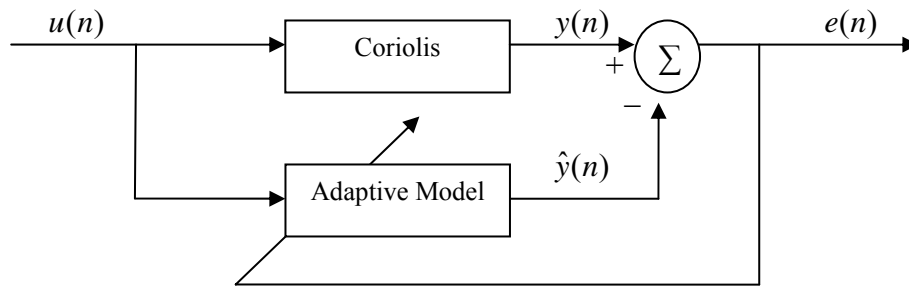 u(n)
Coriolis
y(n)
e(n)
+
Σ
−
Adaptive Model
ŷ(n)